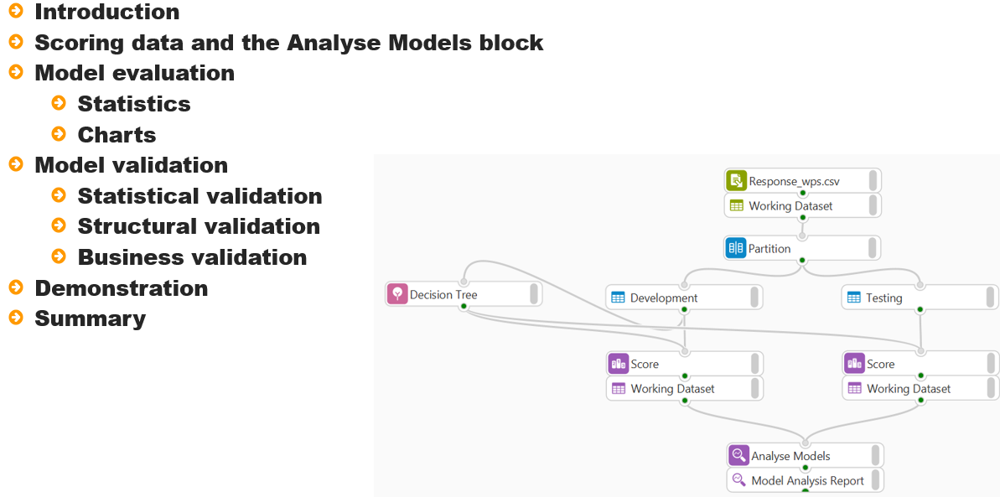 Introduction
Scoring data and the Analyse Models block
Model evaluation
Statistics
Charts
Model validation
Statistical validation
Structural validation
Business validation
Demonstration
Summary
Response_wps.csv
Working Dataset
Partition
Decision Tree
Development
Testing
Score
Score
Working Dataset
Working Dataset
Analyse Models
Model Analysis Report